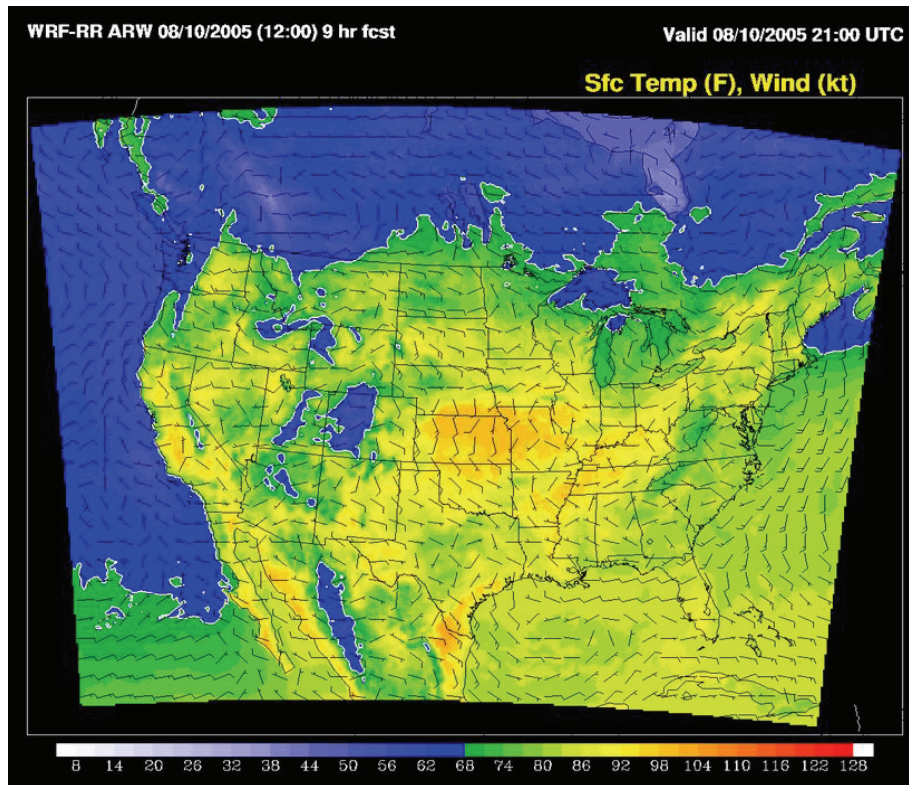 WRF-RR ARW 08/10/2005 (12:00) 9 hr fcst
Valid 08/10/2005 21:00 UTC
Sfc Temp (F), Wind (kt)
8 14 20 26 32 38 44 50 56 62 68 74 80 86 92 98 104 110 116 122 128